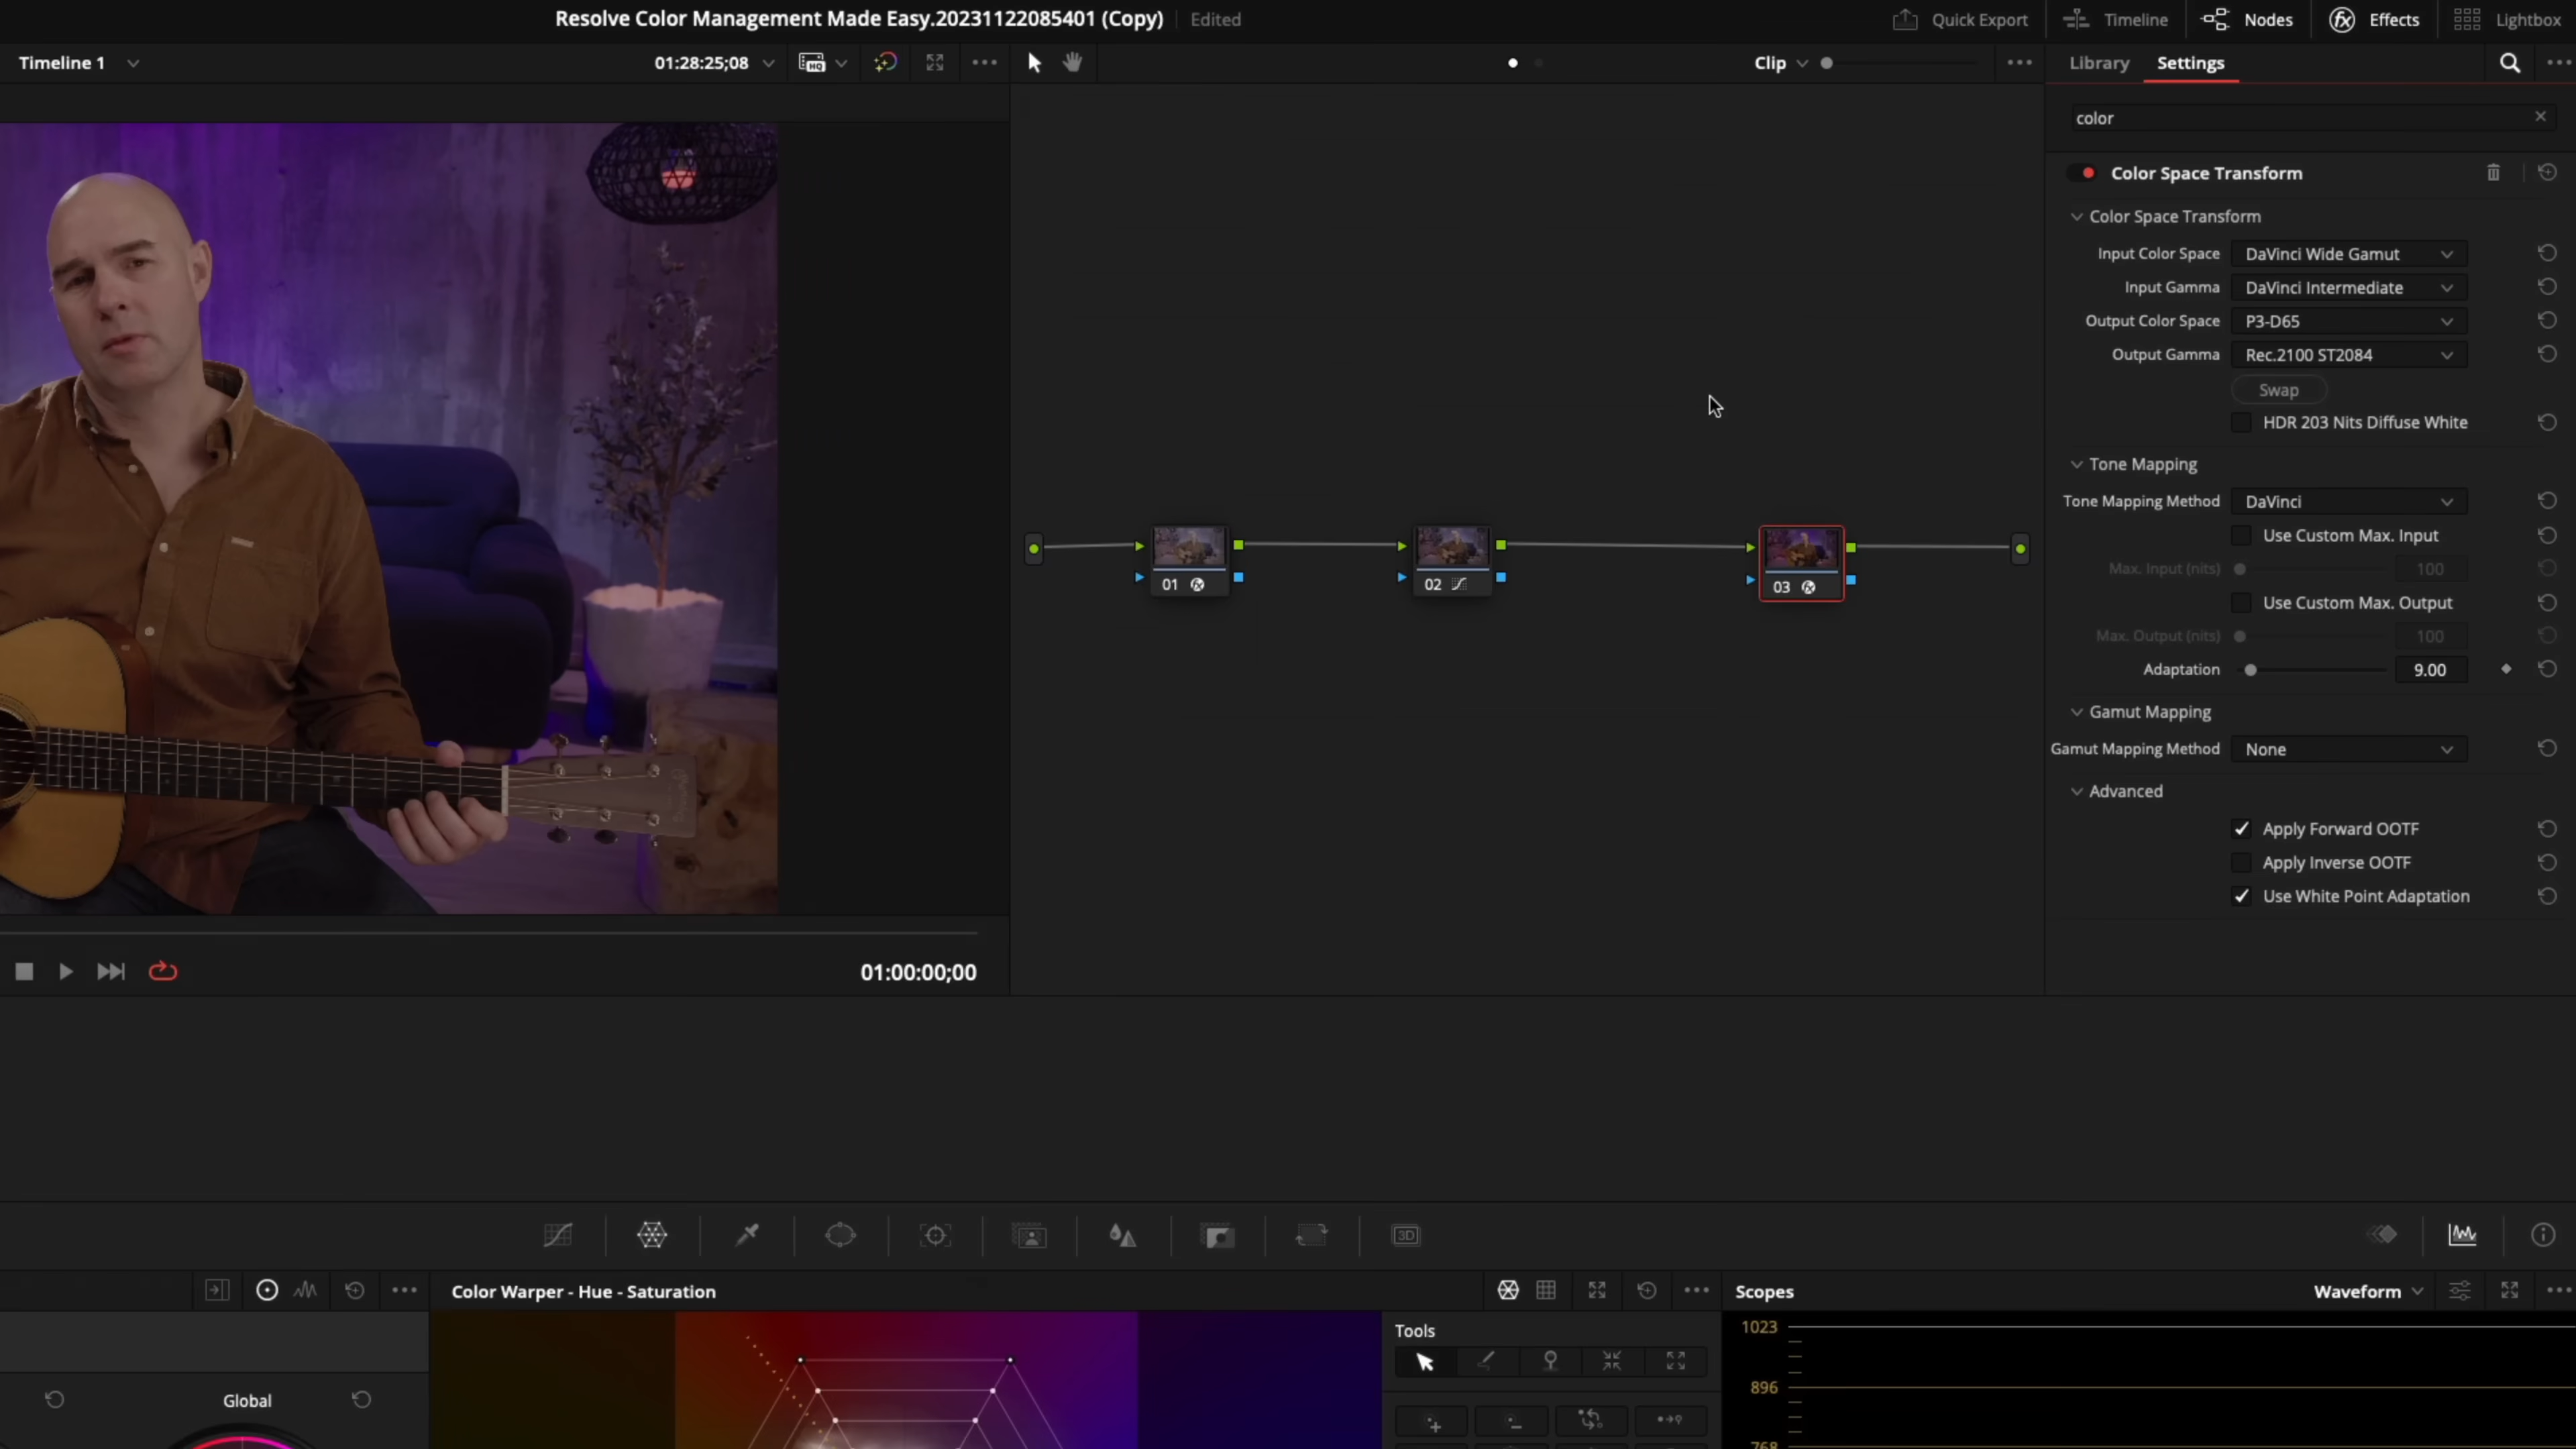 Resolve Color Management Made Easy.20231122085401 (Copy) Edited
Quick Export Timeline Nodes Effects Lightbox
Timeline 1 01:28:25;08 HQ Clip Library Settings
color
Color Space Transform
Color Space Transform
Input Color Space DaVinci Wide Gamut
Input Gamma DaVinci Intermediate
Output Color Space P3-D65
Output Gamma Rec.2100 ST2084
Swap
HDR 203 Nits Diffuse White
Tone Mapping
Tone Mapping Method DaVinci
Use Custom Max. Input
Max. Input (nits) 100
Use Custom Max. Output
Max. Output (nits) 100
Adaptation 9.00
Gamut Mapping
Gamut Mapping Method None
Advanced
Apply Forward OOTF
Apply Inverse OOTF
Use White Point Adaptation
01
02
03
01:00:00;00
3D
Color Warper - Hue - Saturation
Scopes Waveform
Tools
Global
1023
896
768